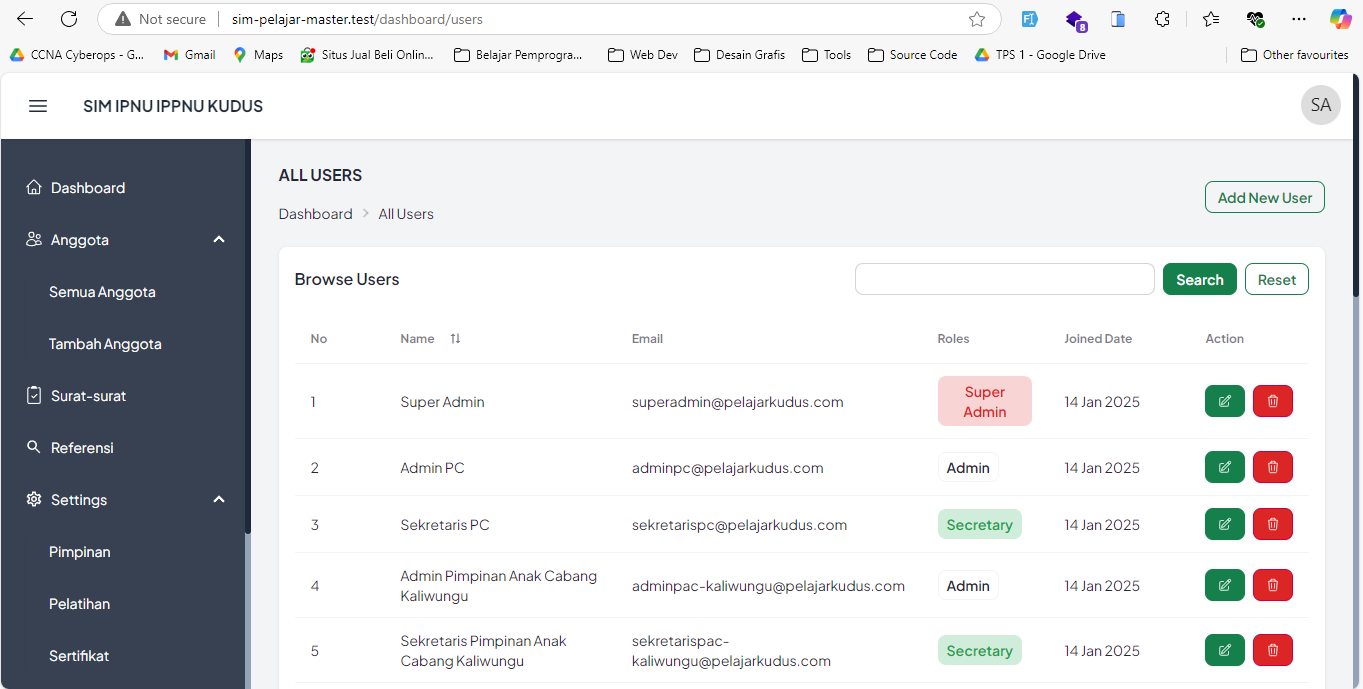 Not secure
sim-pelajar-master.test/dashboard/users
8
CCNA Cyberops - G...
Gmail
Maps
Situs Jual Beli Onlin...
Belajar Pemprogra...
Web Dev
Desain Grafis
Tools
Source Code
TPS 1 - Google Drive
Other favourites
SIM IPNU IPPNU KUDUS
SA
Dashboard
Anggota
Semua Anggota
Tambah Anggota
Surat-surat
Referensi
Settings
Pimpinan
Pelatihan
Sertifikat
ALL USERS
Dashboard > All Users
Add New User
Browse Users
Search
Reset
No Name Email Roles Joined Date Action
1 Super Admin superadmin@pelajarkudus.com Super
Admin 14 Jan 2025
2 Admin PC adminpc@pelajarkudus.com Admin 14 Jan 2025
3 Sekretaris PC sekretarispc@pelajarkudus.com Secretary 14 Jan 2025
4 Admin Pimpinan Anak Cabang
Kaliwungu adminpac-kaliwungu@pelajarkudus.com Admin 14 Jan 2025
5 Sekretaris Pimpinan Anak
Cabang Kaliwungu sekretarispac-
kaliwungu@pelajarkudus.com Secretary 14 Jan 2025